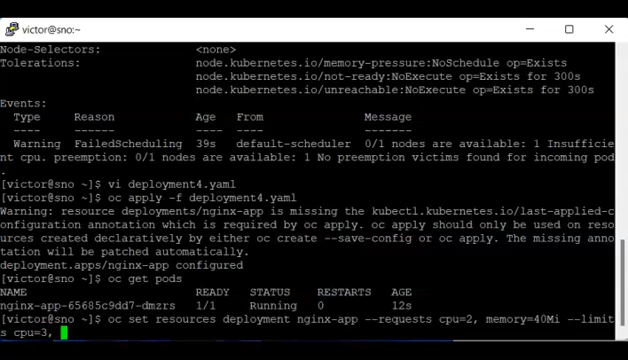 victor@sno:~
Node-Selectors: <none>
Tolerations: node.kubernetes.io/memory-pressure:NoSchedule op=Exists
node.kubernetes.io/not-ready:NoExecute op=Exists for 300s
node.kubernetes.io/unreachable:NoExecute op=Exists for 300s
Events:
Type Reason Age From Message
---- ------ ---- ---- -------
Warning FailedScheduling 39s default-scheduler 0/1 nodes are available: 1 Insufficie
nt cpu. preemption: 0/1 nodes are available: 1 No preemption victims found for incoming pod
.
[victor@sno ~]$ vi deployment4.yaml
[victor@sno ~]$ oc apply -f deployment4.yaml
Warning: resource deployments/nginx-app is missing the kubectl.kubernetes.io/last-applied-c
onfiguration annotation which is required by oc apply. oc apply should only be used on reso
urces created declaratively by either oc create --save-config or oc apply. The missing anno
tation will be patched automatically.
deployment.apps/nginx-app configured
[victor@sno ~]$ oc get pods
NAME READY STATUS RESTARTS AGE
nginx-app-65685c9dd7-dmzrs 1/1 Running 0 12s
[victor@sno ~]$ oc set resources deployment nginx-app --requests cpu=2, memory=40Mi --limit
s cpu=3,